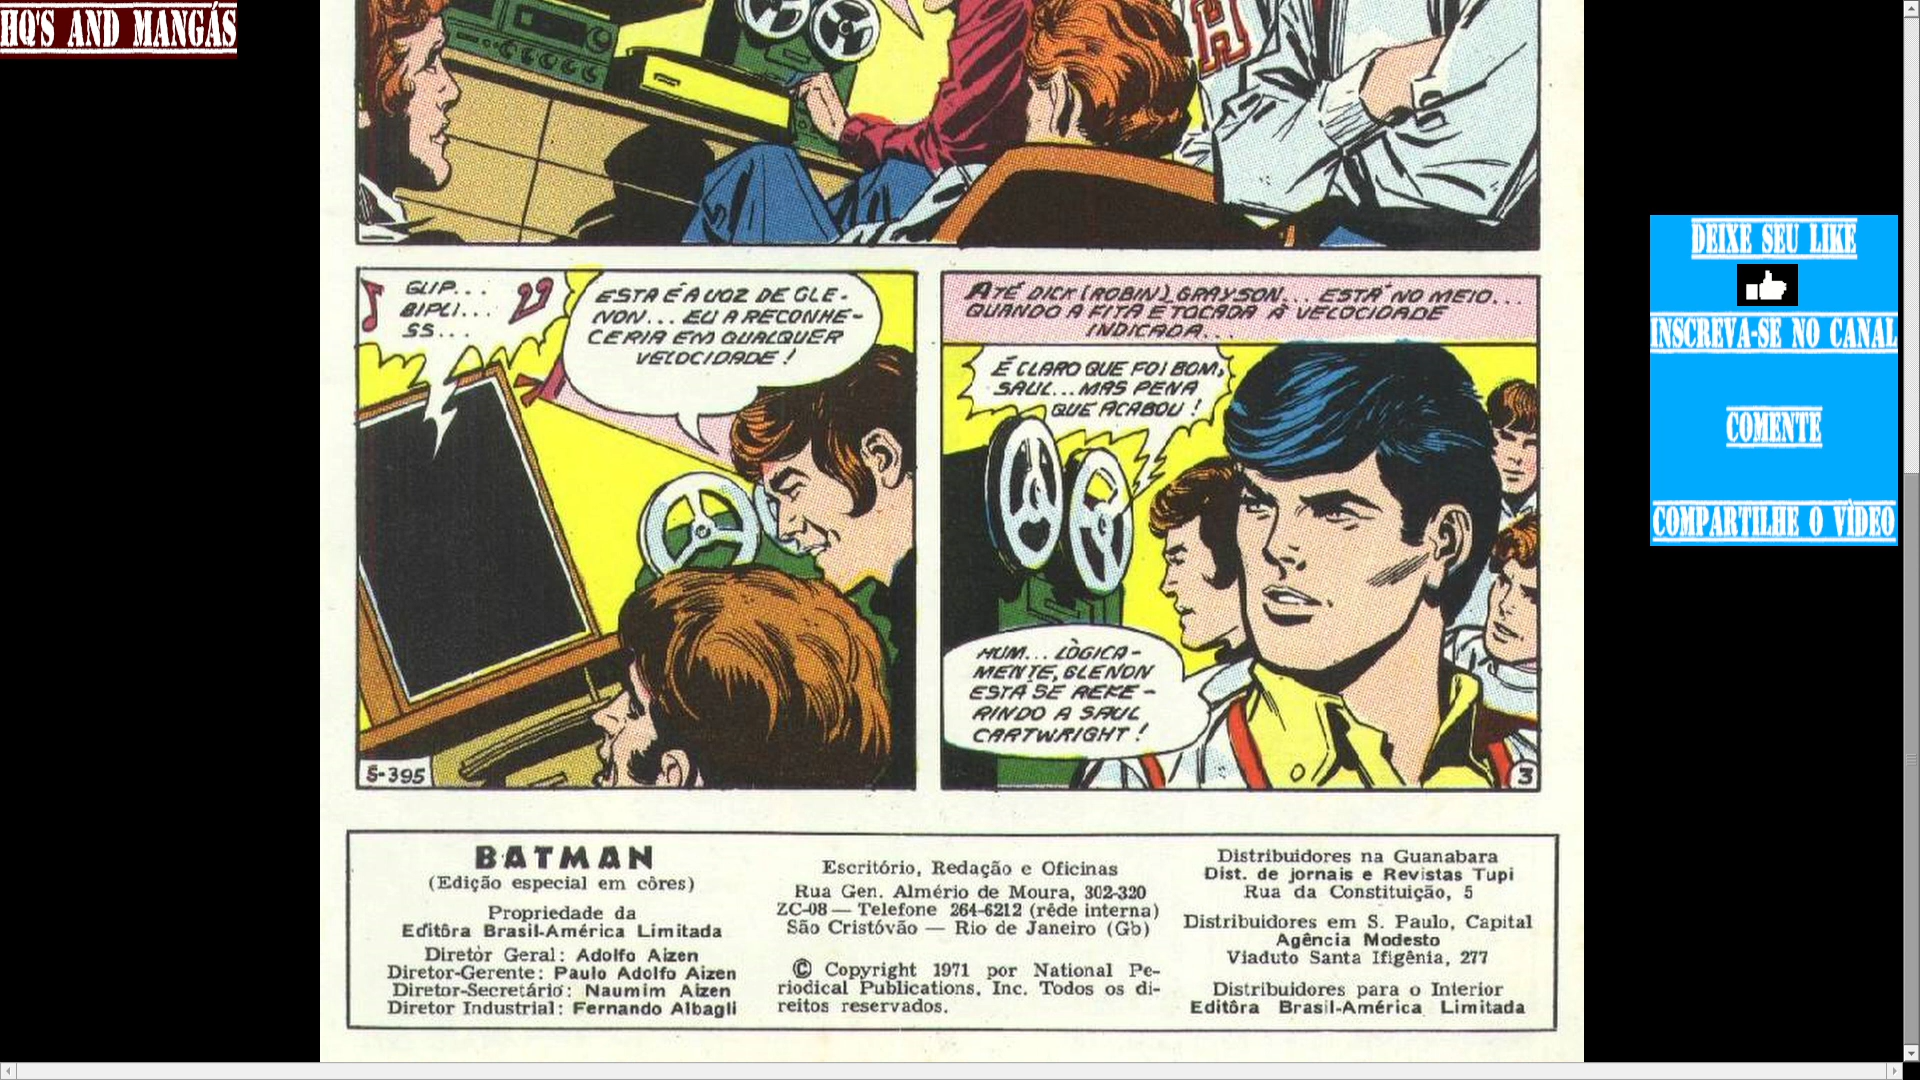 HQ'S AND MANGÁS
GLIP...
BIPLI...
SS...
ESTA É A VOZ DE GLE-
NON... EU A RECONHE-
CERIA EM QUALQUER
VELOCIDADE!
S-395
ATÉ DICK (ROBIN) GRAYSON... ESTÁ NO MEIO...
QUANDO A FITA É TOCADA À VELOCIDADE
INDICADA...
É CLARO QUE FOI BOM,
SAUL... MAS PENA
QUE ACABOU!
HUM... LÒGICA-
MENTE, GLENON
ESTÁ SE REFE-
RINDO A SAUL
CARTWRIGHT!
3
BATMAN
(Edição especial em côres)
Propriedade da
Editôra Brasil-América Limitada
Diretor Geral: Adolfo Aizen
Diretor-Gerente: Paulo Adolfo Aizen
Diretor-Secretário: Naumim Aizen
Diretor Industrial: Fernando Albagli
Escritório, Redação e Oficinas
Rua Gen. Almério de Moura, 302-320
ZC-08 — Telefone 264-6212 (rêde interna)
São Cristóvão — Rio de Janeiro (Gb)
© Copyright 1971 por National Pe-
riodical Publications, Inc. Todos os di-
reitos reservados.
Distribuidores na Guanabara
Dist. de jornais e Revistas Tupi
Rua da Constituição, 5
Distribuidores em S. Paulo, Capital
Agência Modesto
Viaduto Santa Ifigênia, 277
Distribuidores para o Interior
Editôra Brasil-América Limitada
DEIXE SEU LIKE
INSCREVA-SE NO CANAL
COMENTE
COMPARTILHE O VÌDEO